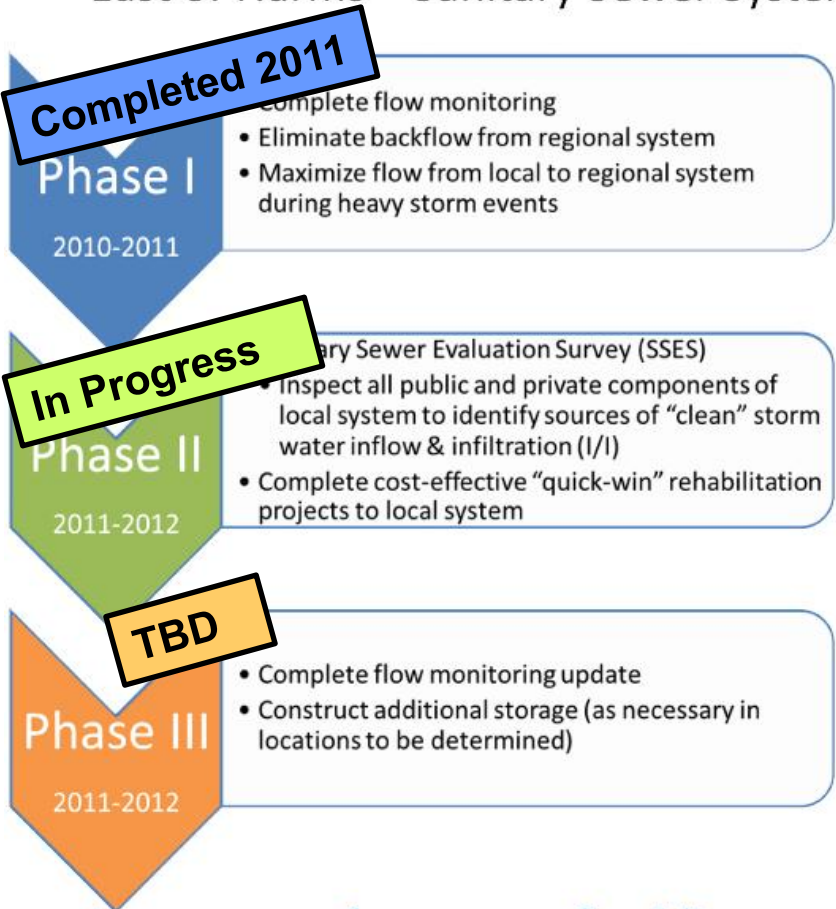 Sanitary Sewer
Completed 2011
Complete flow monitoring
• Eliminate backflow from regional system
• Maximize flow from local to regional system
during heavy storm events
Phase I
2010-2011
In Progress
Sewer Evaluation Survey (SSES)
• Inspect all public and private components of
local system to identify sources of “clean” storm
water inflow & infiltration (I/I)
• Complete cost-effective “quick-win” rehabilitation
projects to local system
Phase II
2011-2012
TBD
• Complete flow monitoring update
• Construct additional storage (as necessary in
locations to be determined)
Phase III
2011-2012